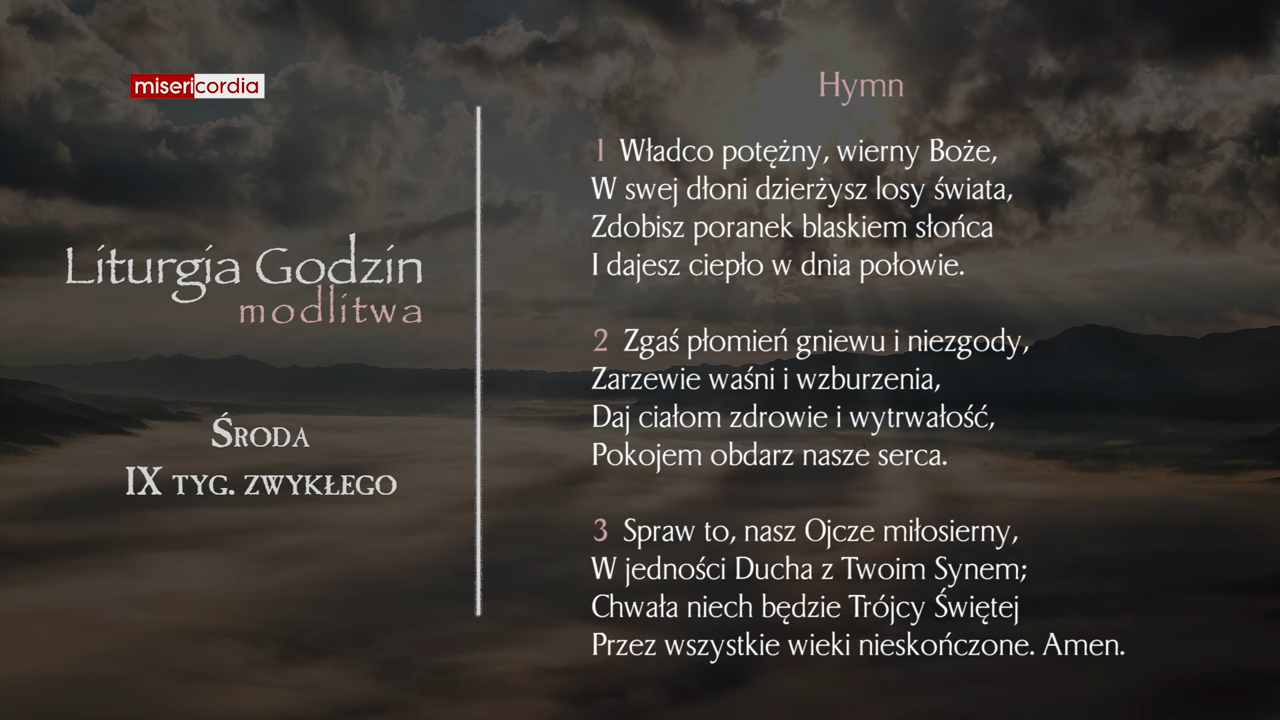 misericordia
Liturgia Godzin
modlitwa
Środa
IX tyg. zwykłego
Hymn
1 Władco potężny, wierny Boże,
W swej dłoni dzierżysz losy świata,
Zdobisz poranek blaskiem słońca
I dajesz ciepło w dnia połowie.
2 Zgaś płomień gniewu i niezgody,
Zarzewie waśni i wzburzenia,
Daj ciałom zdrowie i wytrwałość,
Pokojem obdarz nasze serca.
3 Spraw to, nasz Ojcze miłosierny,
W jedności Ducha z Twoim Synem;
Chwała niech będzie Trójcy Świętej
Przez wszystkie wieki nieskończone. Amen.